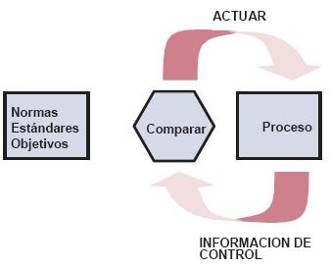 ACTUAR
Normas
Estándares
Objetivos
Comparar
Proceso
INFORMACION DE
CONTROL